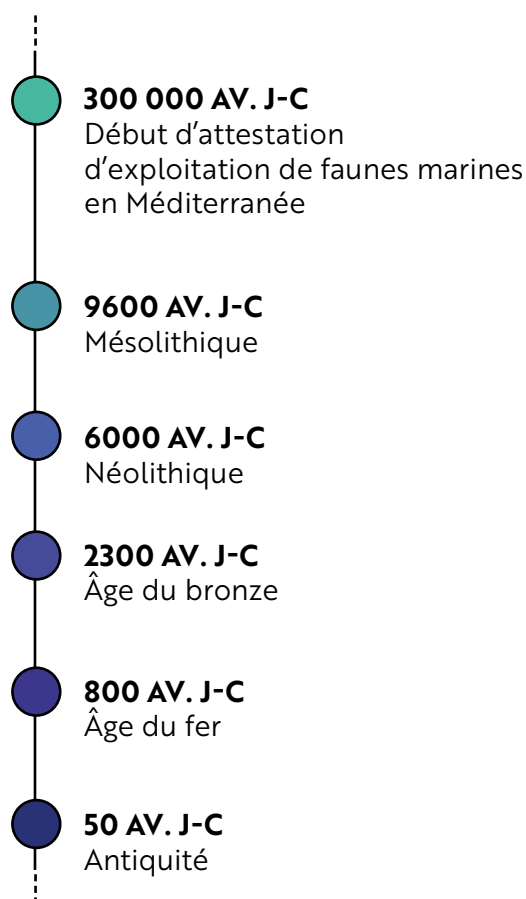 300 000 AV. J-C
Début d'attestation
d'exploitation de faunes marines
en Méditerranée
9600 AV. J-C
Mésolithique
6000 AV. J-C
Néolithique
2300 AV. J-C
Âge du bronze
800 AV. J-C
Âge du fer
50 AV. J-C
Antiquité